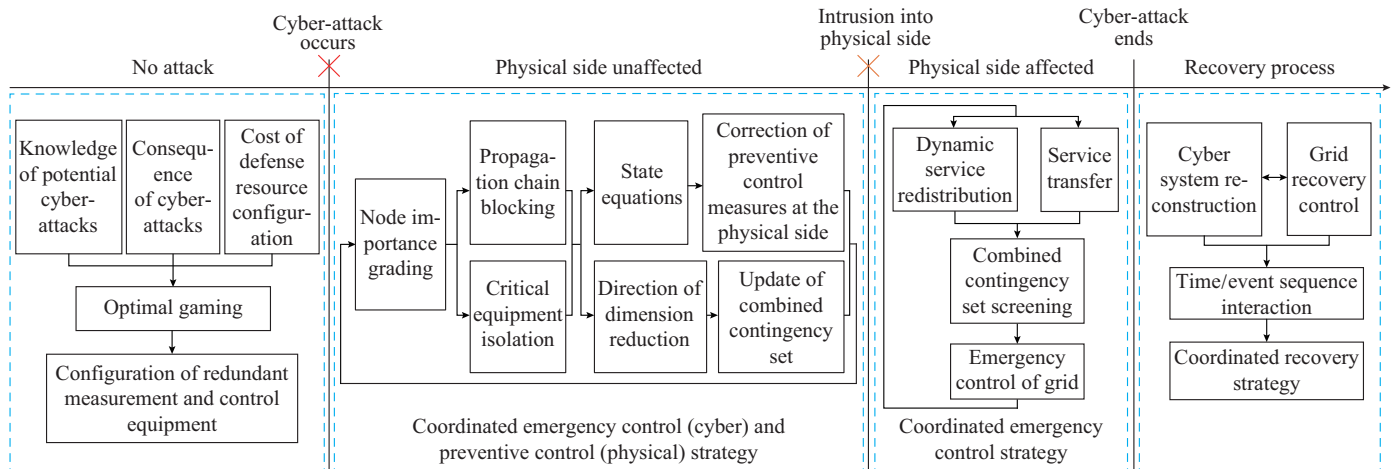 Cyber-attack
occurs
Intrusion into
physical side
Cyber-attack
ends
No attack
Physical side unaffected
Physical side affected
Recovery process
Knowledge
of potential
cyber-
attacks
Consequ-
ence
of cyber-
attacks
Cost of
defense
resource
configur-
ation
Optimal gaming
Configuration of redundant
measurement and control
equipment
Node im-
portance
grading
Propaga-
tion chain
blocking
Critical
equipment
isolation
State
equations
Direction of
dimension
reduction
Correction of
preventive
control
measures at the
physical side
Update of
combined
contingency
set
Coordinated emergency control (cyber) and
preventive control (physical) strategy
Dynamic
service
redistribution
Service
transfer
Combined
contingency
set screening
Emergency
control of grid
Coordinated emergency
control strategy
Cyber
system re-
construction
Grid
recovery
control
Time/event sequence
interaction
Coordinated recovery
strategy